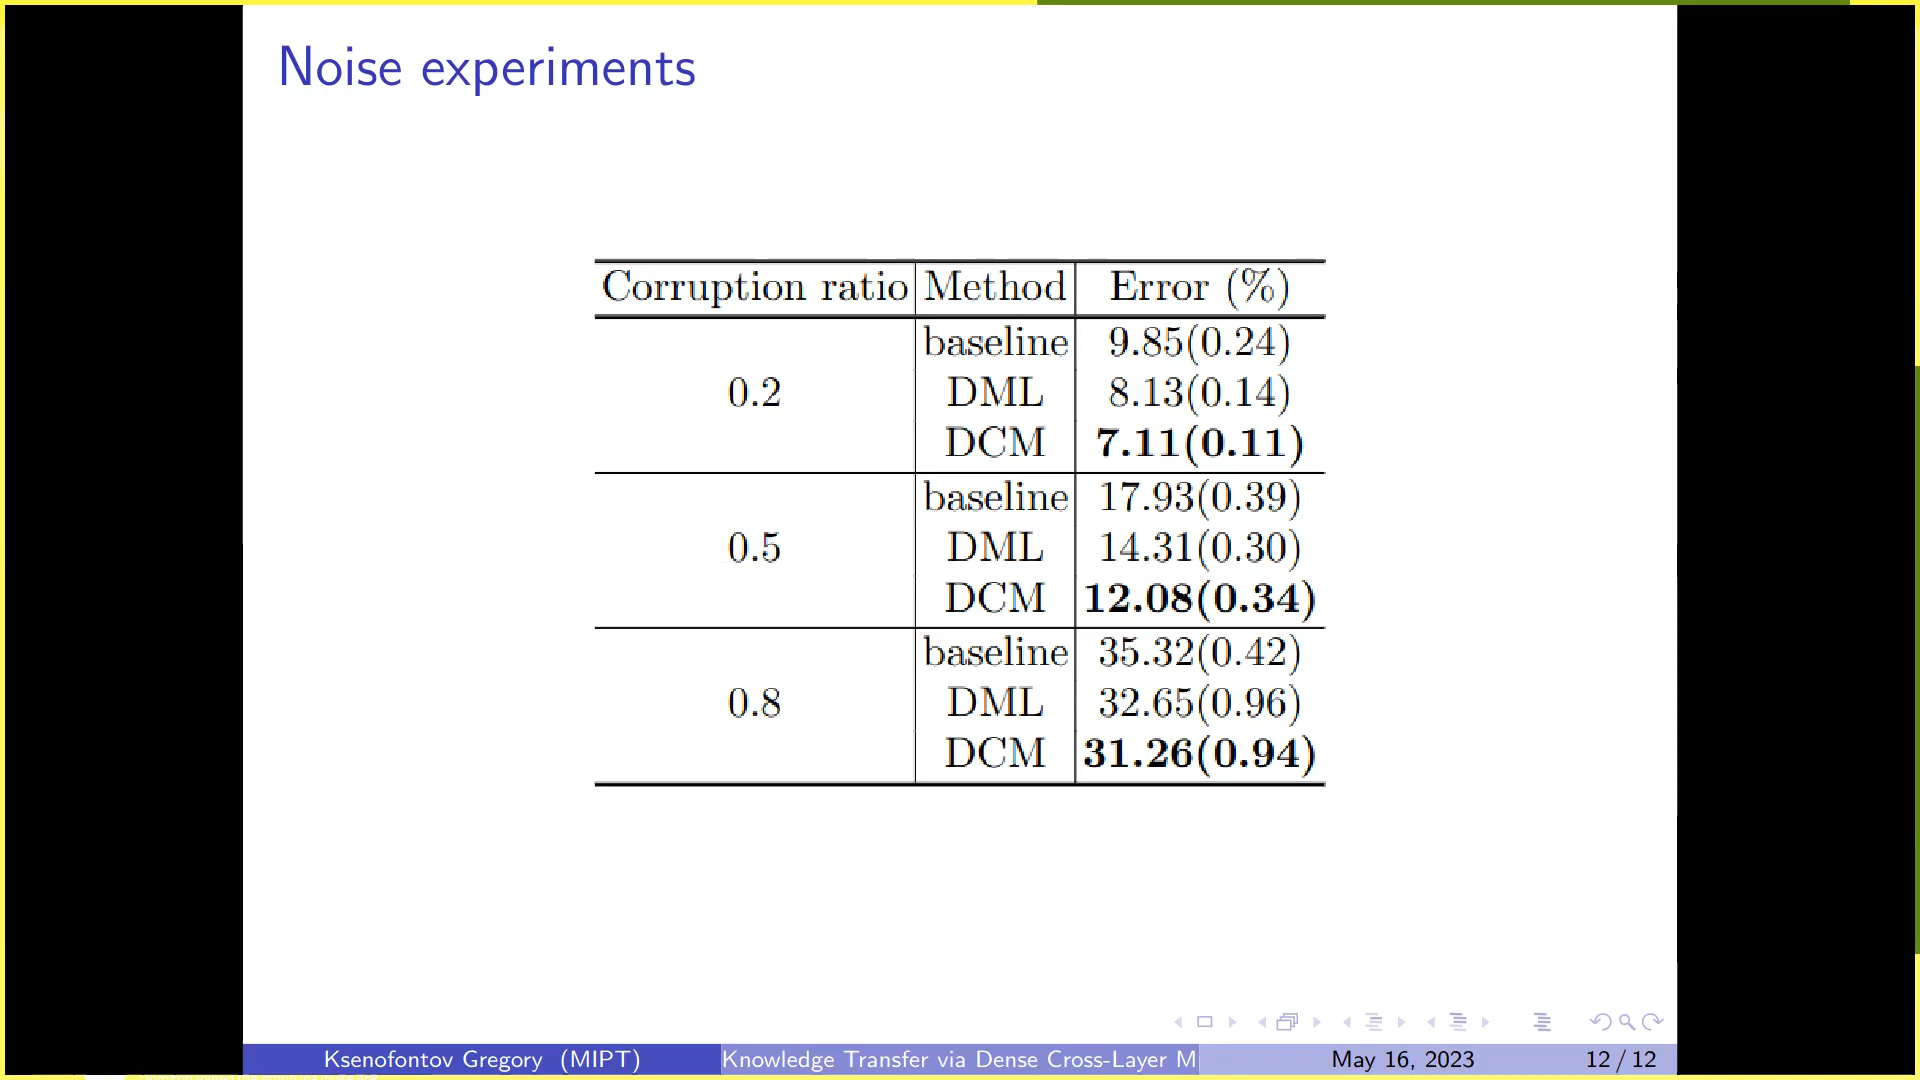 Noise experiments
Corruption ratio Method Error (%)
baseline 9.85(0.24)
0.2 DML 8.13(0.14)
DCM 7.11(0.11)
baseline 17.93(0.39)
0.5 DML 14.31(0.30)
DCM 12.08(0.34)
baseline 35.32(0.42)
0.8 DML 32.65(0.96)
DCM 31.26(0.94)
Ksenofontov Gregory (MIPT) Knowledge Transfer via Dense Cross-Layer M May 16, 2023 12 / 12